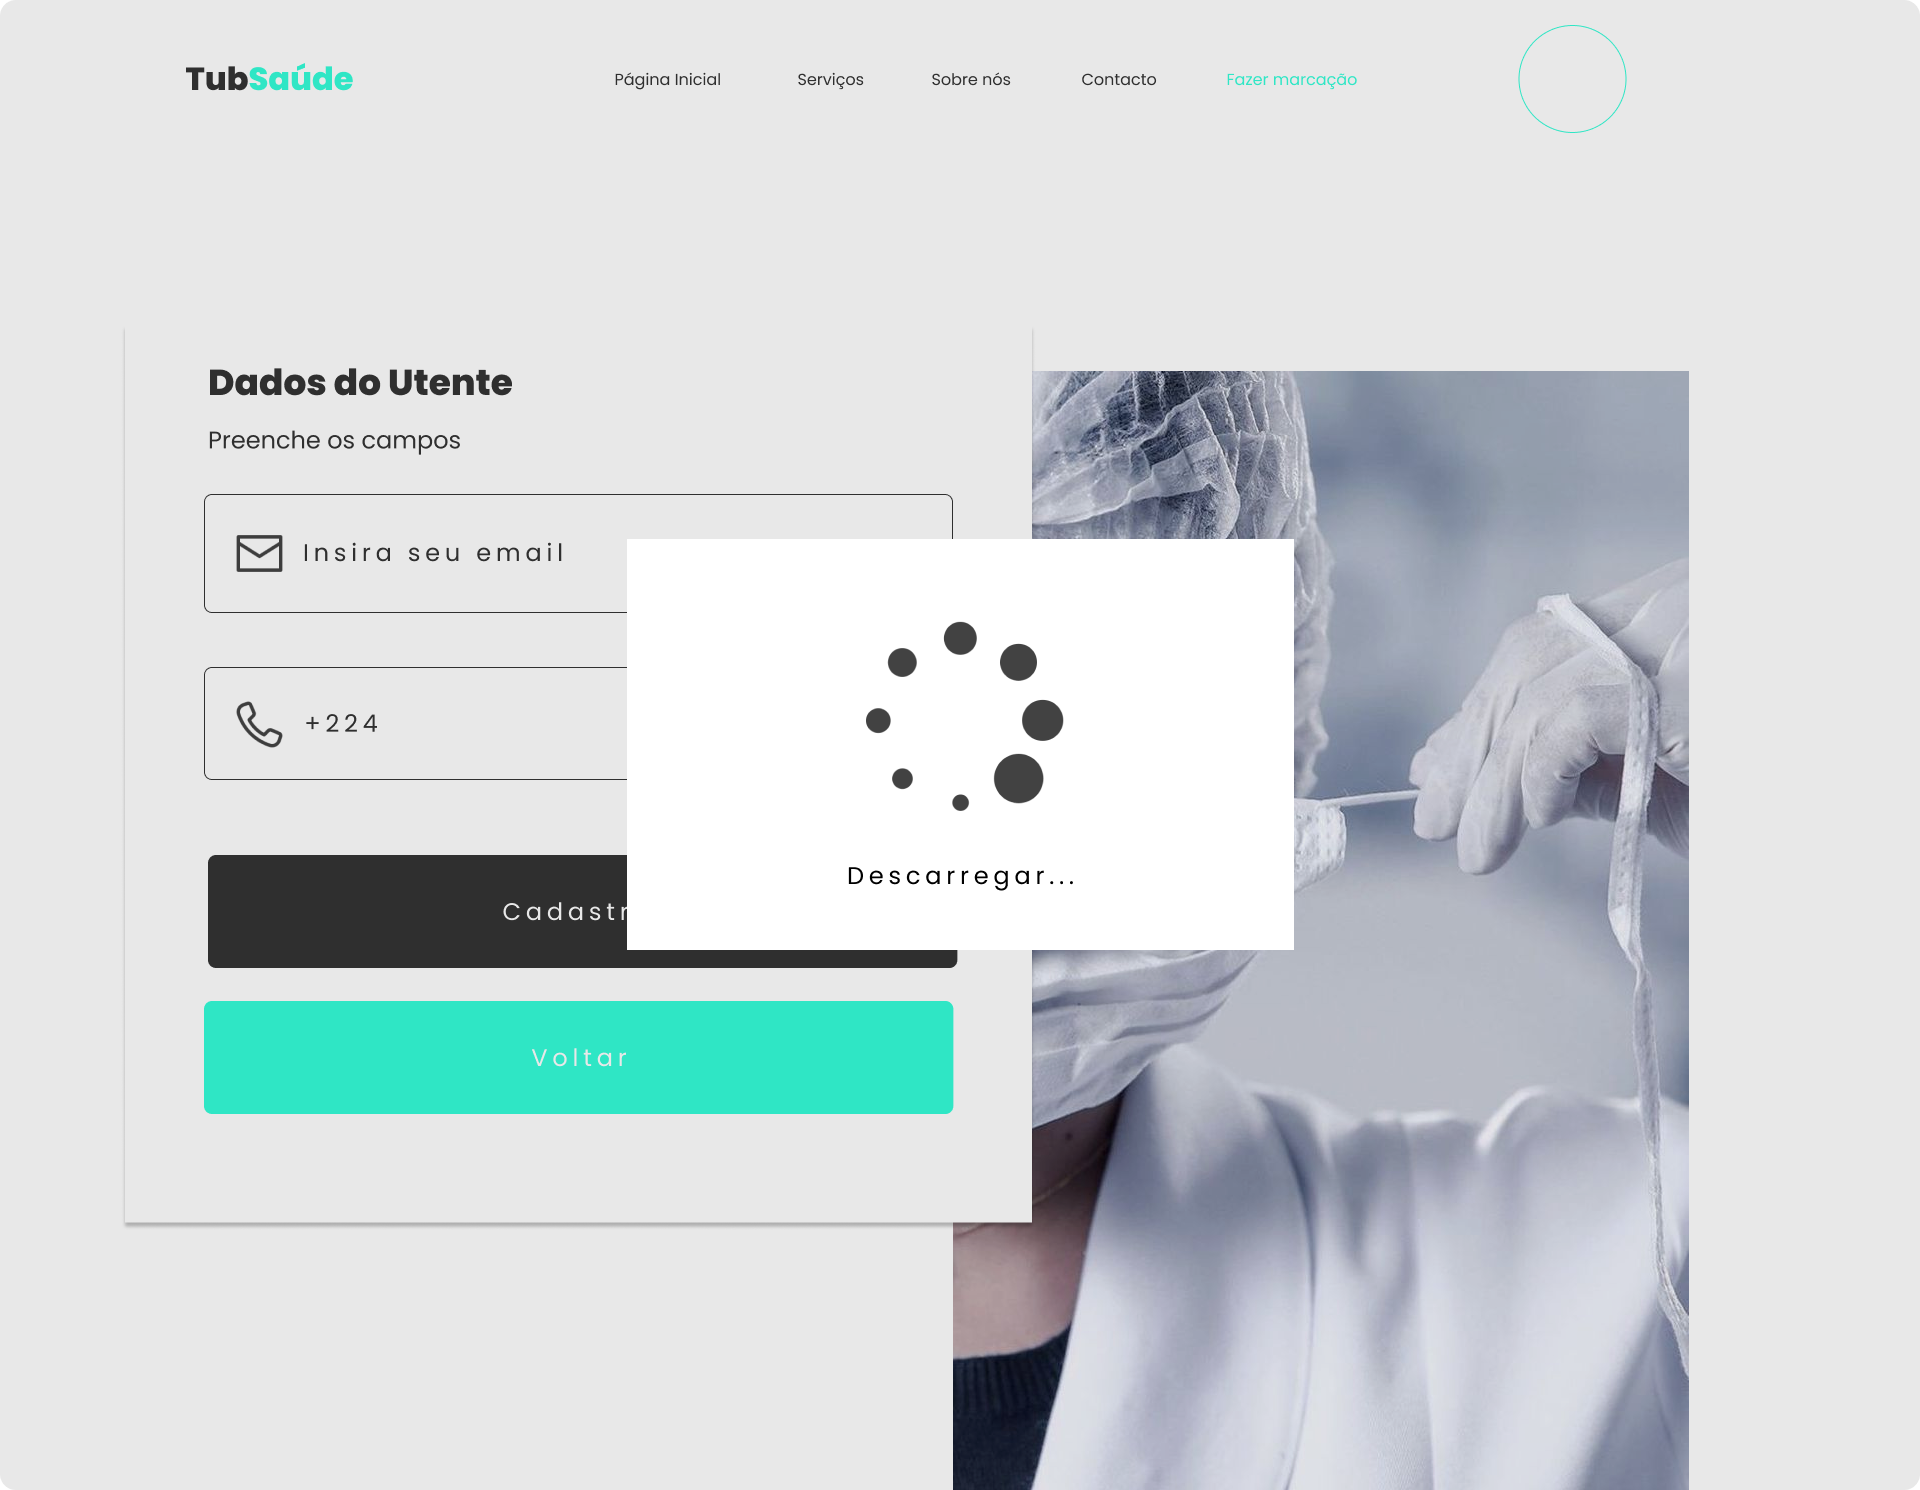 TubSaúde
Página Inicial
Serviços
Sobre nós
Contacto
Fazer marcação
Dados do Utente
Preenche os campos
Insira seu email
+224
Descarregar...
Voltar